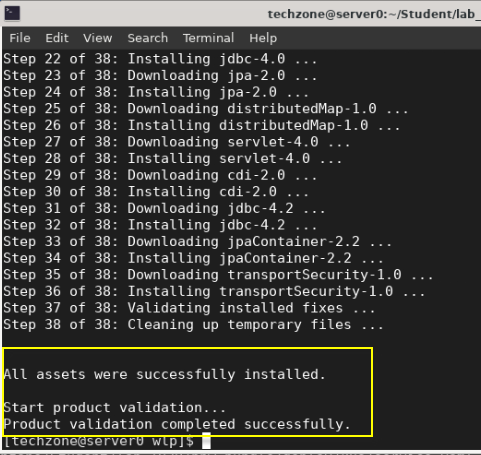 techzone@server0:~/Student/lab_
File Edit View Search Terminal Help
Step 22 of 38: Installing jdbc-4.0 ...
Step 23 of 38: Downloading jpa-2.0 ...
Step 24 of 38: Installing jpa-2.0 ...
Step 25 of 38: Downloading distributedMap-1.0 ...
Step 26 of 38: Installing distributedMap-1.0 ...
Step 27 of 38: Downloading servlet-4.0 ...
Step 28 of 38: Installing servlet-4.0 ...
Step 29 of 38: Downloading cdi-2.0 ...
Step 30 of 38: Installing cdi-2.0 ...
Step 31 of 38: Downloading jdbc-4.2 ...
Step 32 of 38: Installing jdbc-4.2 ...
Step 33 of 38: Downloading jpaContainer-2.2 ...
Step 34 of 38: Installing jpaContainer-2.2 ...
Step 35 of 38: Downloading transportSecurity-1.0 ...
Step 36 of 38: Installing transportSecurity-1.0 ...
Step 37 of 38: Validating installed fixes ...
Step 38 of 38: Cleaning up temporary files ...
All assets were successfully installed.
Start product validation...
Product validation completed successfully.
[techzone@server0 wlp]$